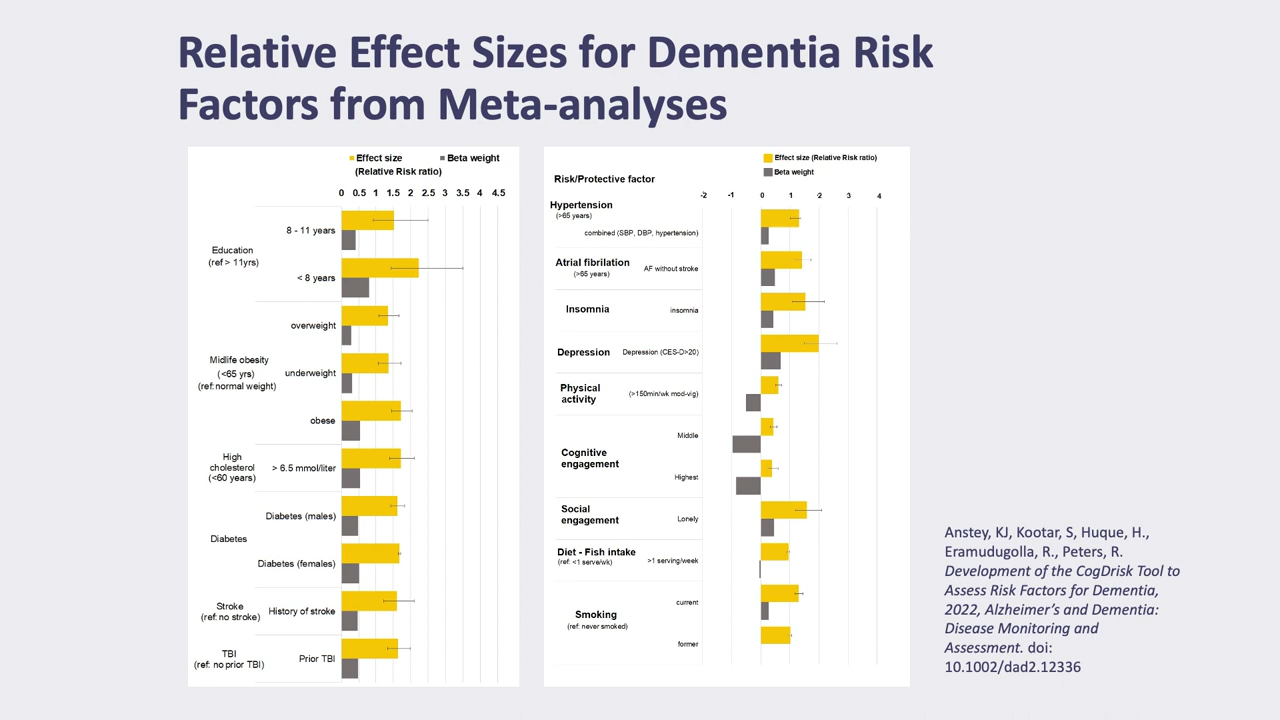 Relative Effect Sizes for Dementia Risk
Factors from Meta-analyses
Effect size
(Relative Risk ratio)
Beta weight
0 0.5 1 1.5 2 2.5 3 3.5 4 4.5
Education
(ref > 11yrs)
8 - 11 years
< 8 years
Midlife obesity
(<65 yrs)
(ref: normal weight)
overweight
underweight
obese
High
cholesterol
(<60 years)
> 6.5 mmol/liter
Diabetes
Diabetes (males)
Diabetes (females)
Stroke
(ref: no stroke)
History of stroke
TBI
(ref: no prior TBI)
Prior TBI
Effect size (Relative Risk ratio)
Beta weight
Risk/Protective factor
-2 -1 0 1 2 3 4
Hypertension
(>65 years)
combined (SBP, DBP, hypertension)
Atrial fibrilation
(>65 years)
AF without stroke
Insomnia
insomnia
Depression
Depression (CES-D>20)
Physical
activity
(>150min/wk mod-vig)
Cognitive
engagement
Middle
Highest
Social
engagement
Lonely
Diet - Fish intake
(ref: <1 serve/wk)
>1 serving/week
Smoking
(ref: never smoked)
current
former
Anstey, KJ, Kootar, S, Huque, H.,
Eramudugolla, R., Peters, R.
Development of the CogDrisk Tool to
Assess Risk Factors for Dementia,
2022, Alzheimer’s and Dementia:
Disease Monitoring and
Assessment. doi:
10.1002/dad2.12336